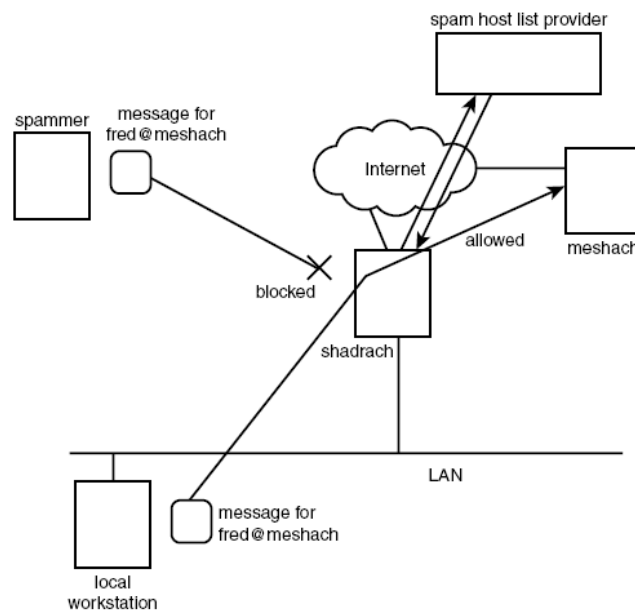 spam host list provider
message for
fred@meshach
spammer
Internet
allowed
meshach
blocked
shadrach
LAN
message for
fred@meshach
local
workstation